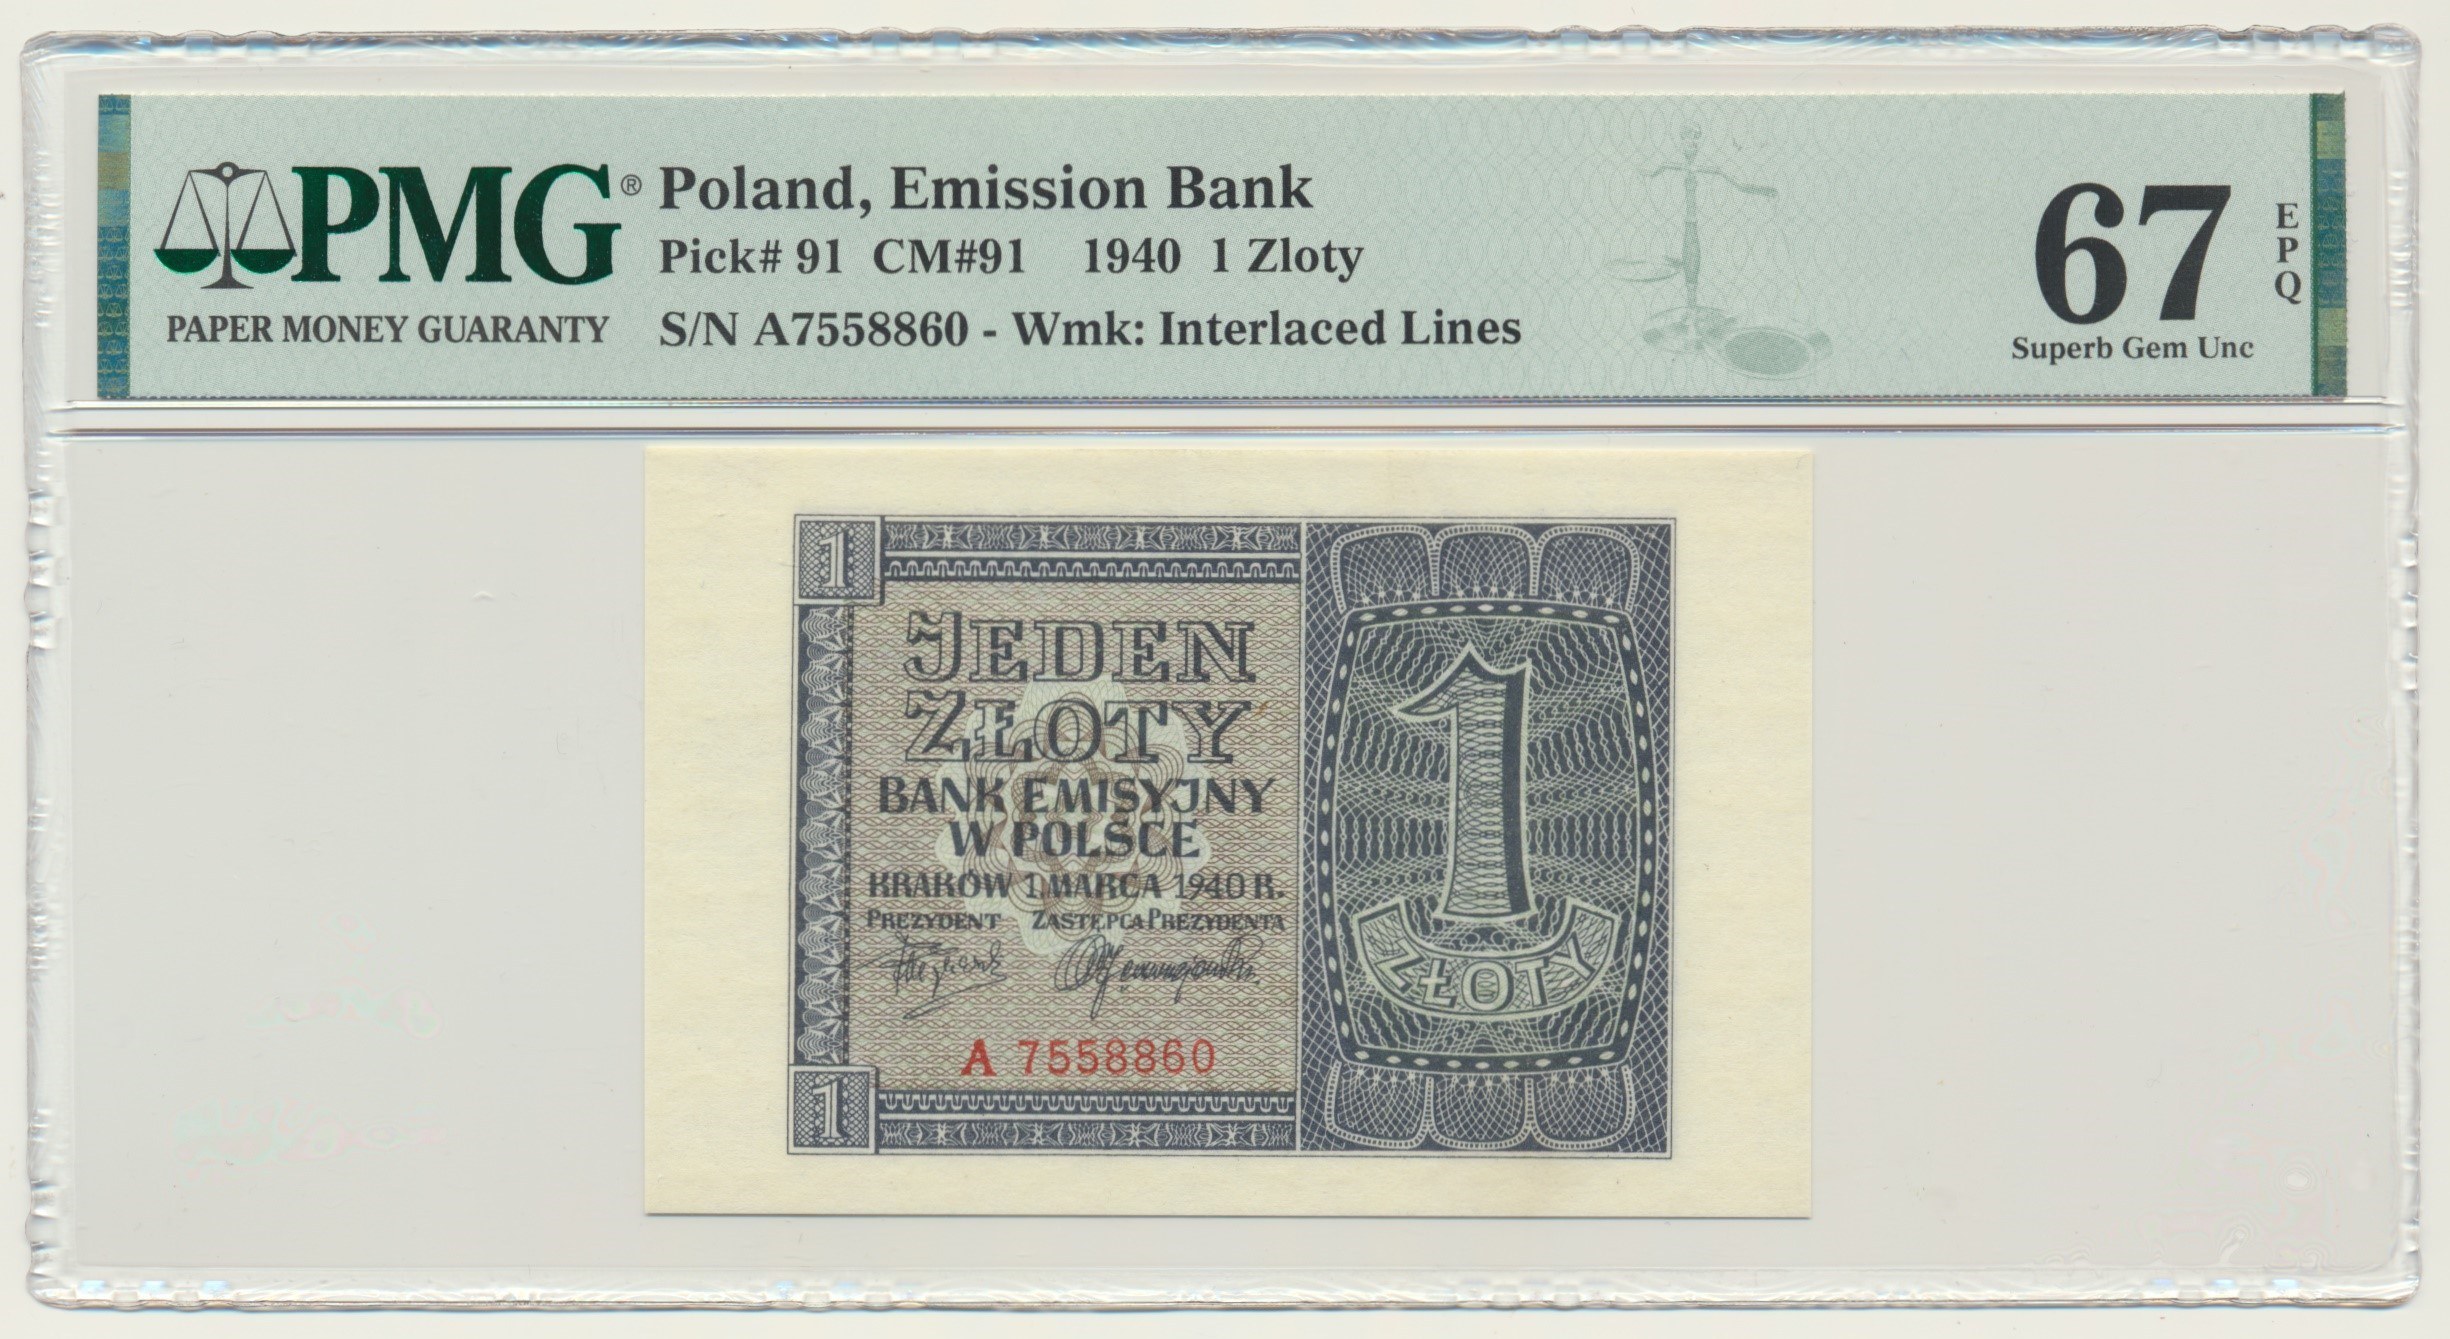 PMG®
PAPER MONEY GUARANTY
Poland, Emission Bank
Pick# 91 CM#91 1940 1 Zloty
S/N A7558860 - Wmk: Interlaced Lines
67
EPQ
Superb Gem Unc
1
JEDEN
ZŁOTY
BANK EMISYJNY
W POLSCE
KRAKÓW 1 MARCA 1940 R.
PREZYDENT ZASTĘPCA PREZYDENTA
A 7558860
1
1
ZŁOTY